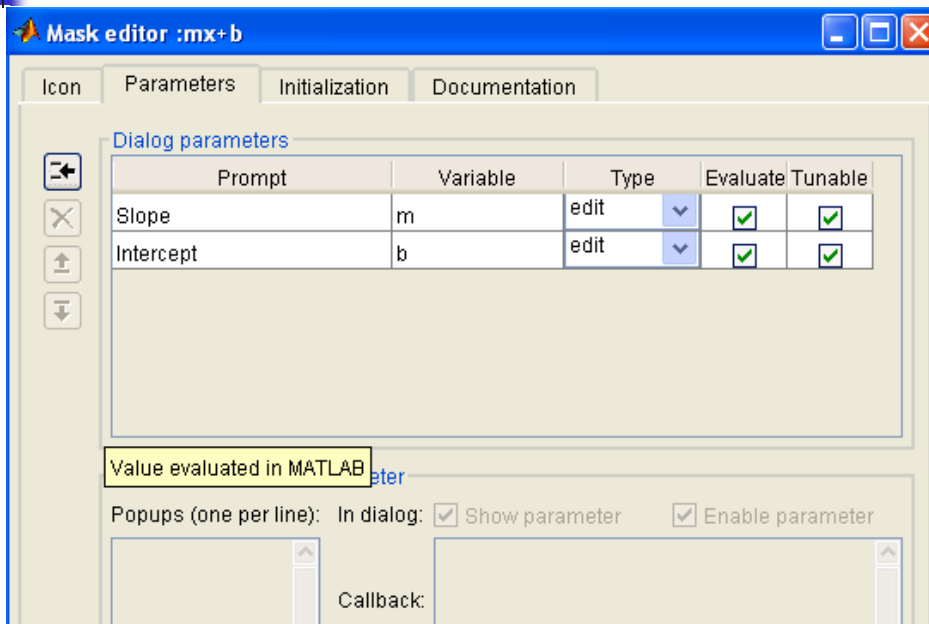 Mask editor :mx+b
Icon Parameters Initialization Documentation
Dialog parameters
Prompt Variable Type Evaluate Tunable
Slope m edit
Intercept b edit
Value evaluated in MATLAB eter
Popups (one per line): In dialog: Show parameter Enable parameter
Callback: